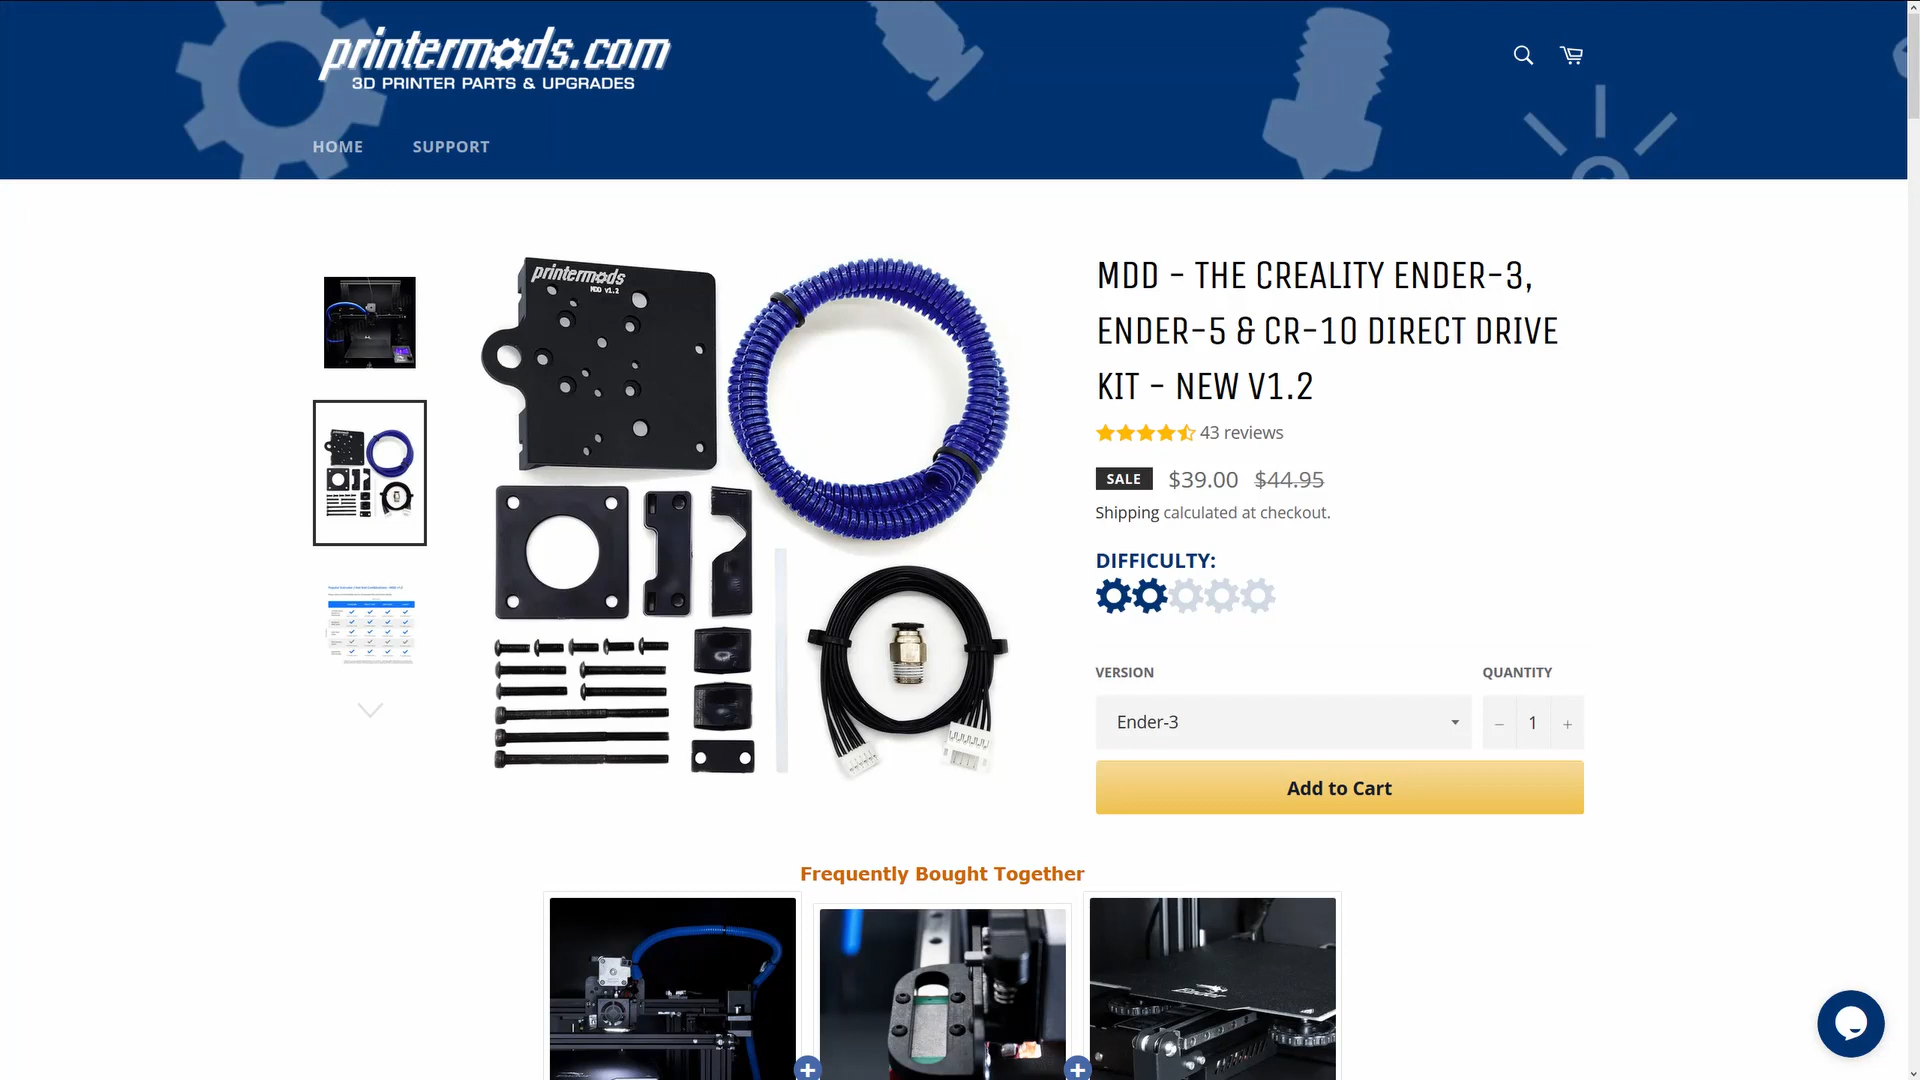 printermods.com
3D PRINTER PARTS & UPGRADES
HOME
SUPPORT
printermods
MDD v1.2
MDD - THE CREALITY ENDER-3,
ENDER-5 & CR-10 DIRECT DRIVE
KIT - NEW V1.2
43 reviews
SALE $39.00 $44.95
Shipping calculated at checkout.
DIFFICULTY:
VERSION
QUANTITY
Ender-3
− 1 +
Add to Cart
Frequently Bought Together
Ender